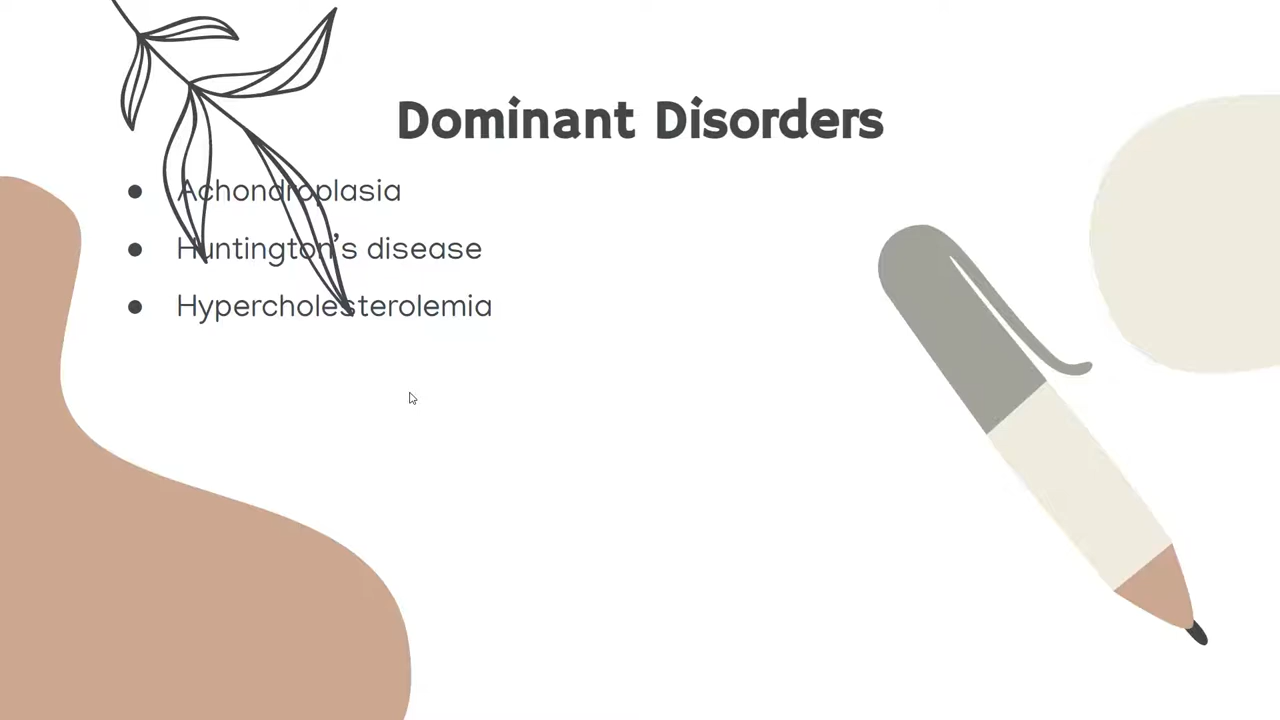 Dominant Disorders
● Achondroplasia
● Huntington's disease
● Hypercholesterolemia